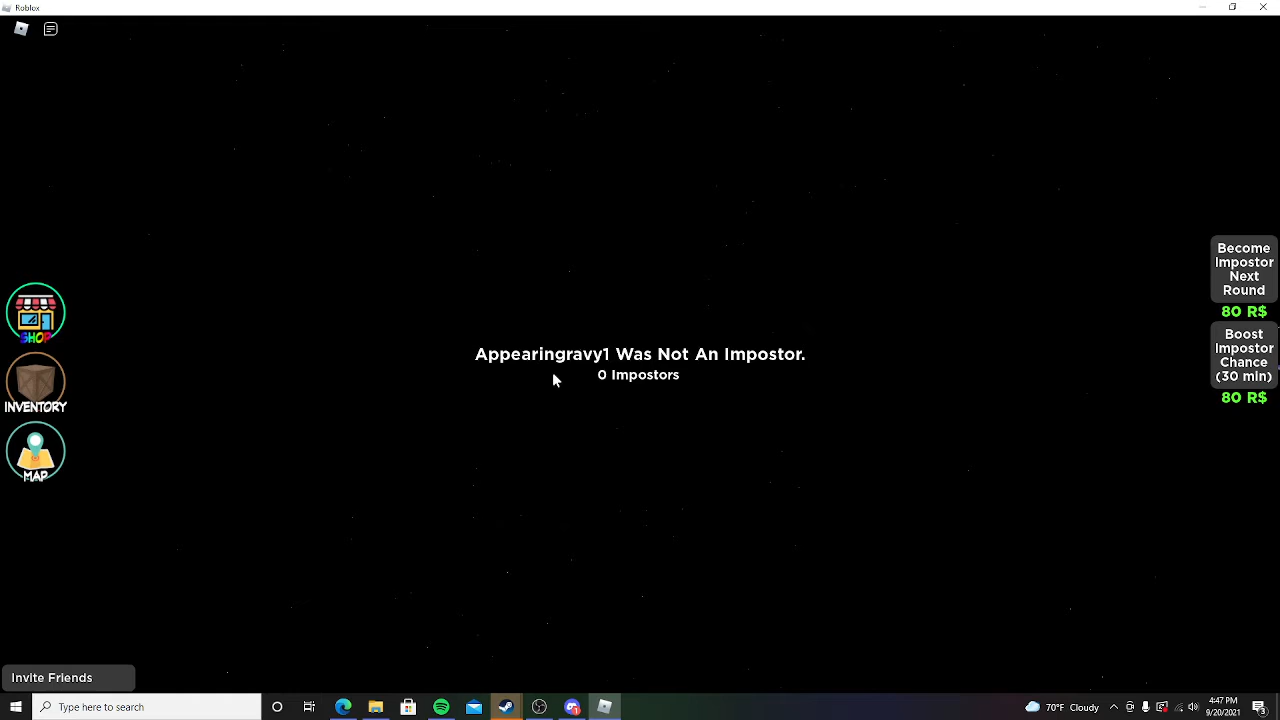 Roblox
Become
Impostor
Next
Round
80 R$
SHOP
Boost
Impostor
Chance
(30 min)
80 R$
Appearingravy1 Was Not An Impostor.
0 Impostors
INVENTORY
MAP
Invite Friends
Type here to search
70°F Cloudy
4:47 PM
9/20/2021